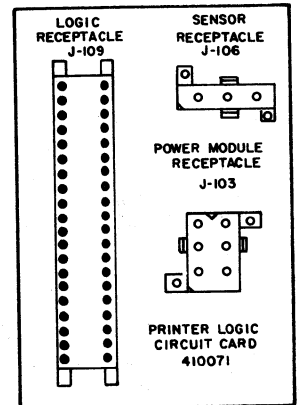 LOGIC
RECEPTACLE
J-109
SENSOR
RECEPTACLE
J-106
POWER MODULE
RECEPTACLE
J-103
PRINTER LOGIC
CIRCUIT CARD
410071